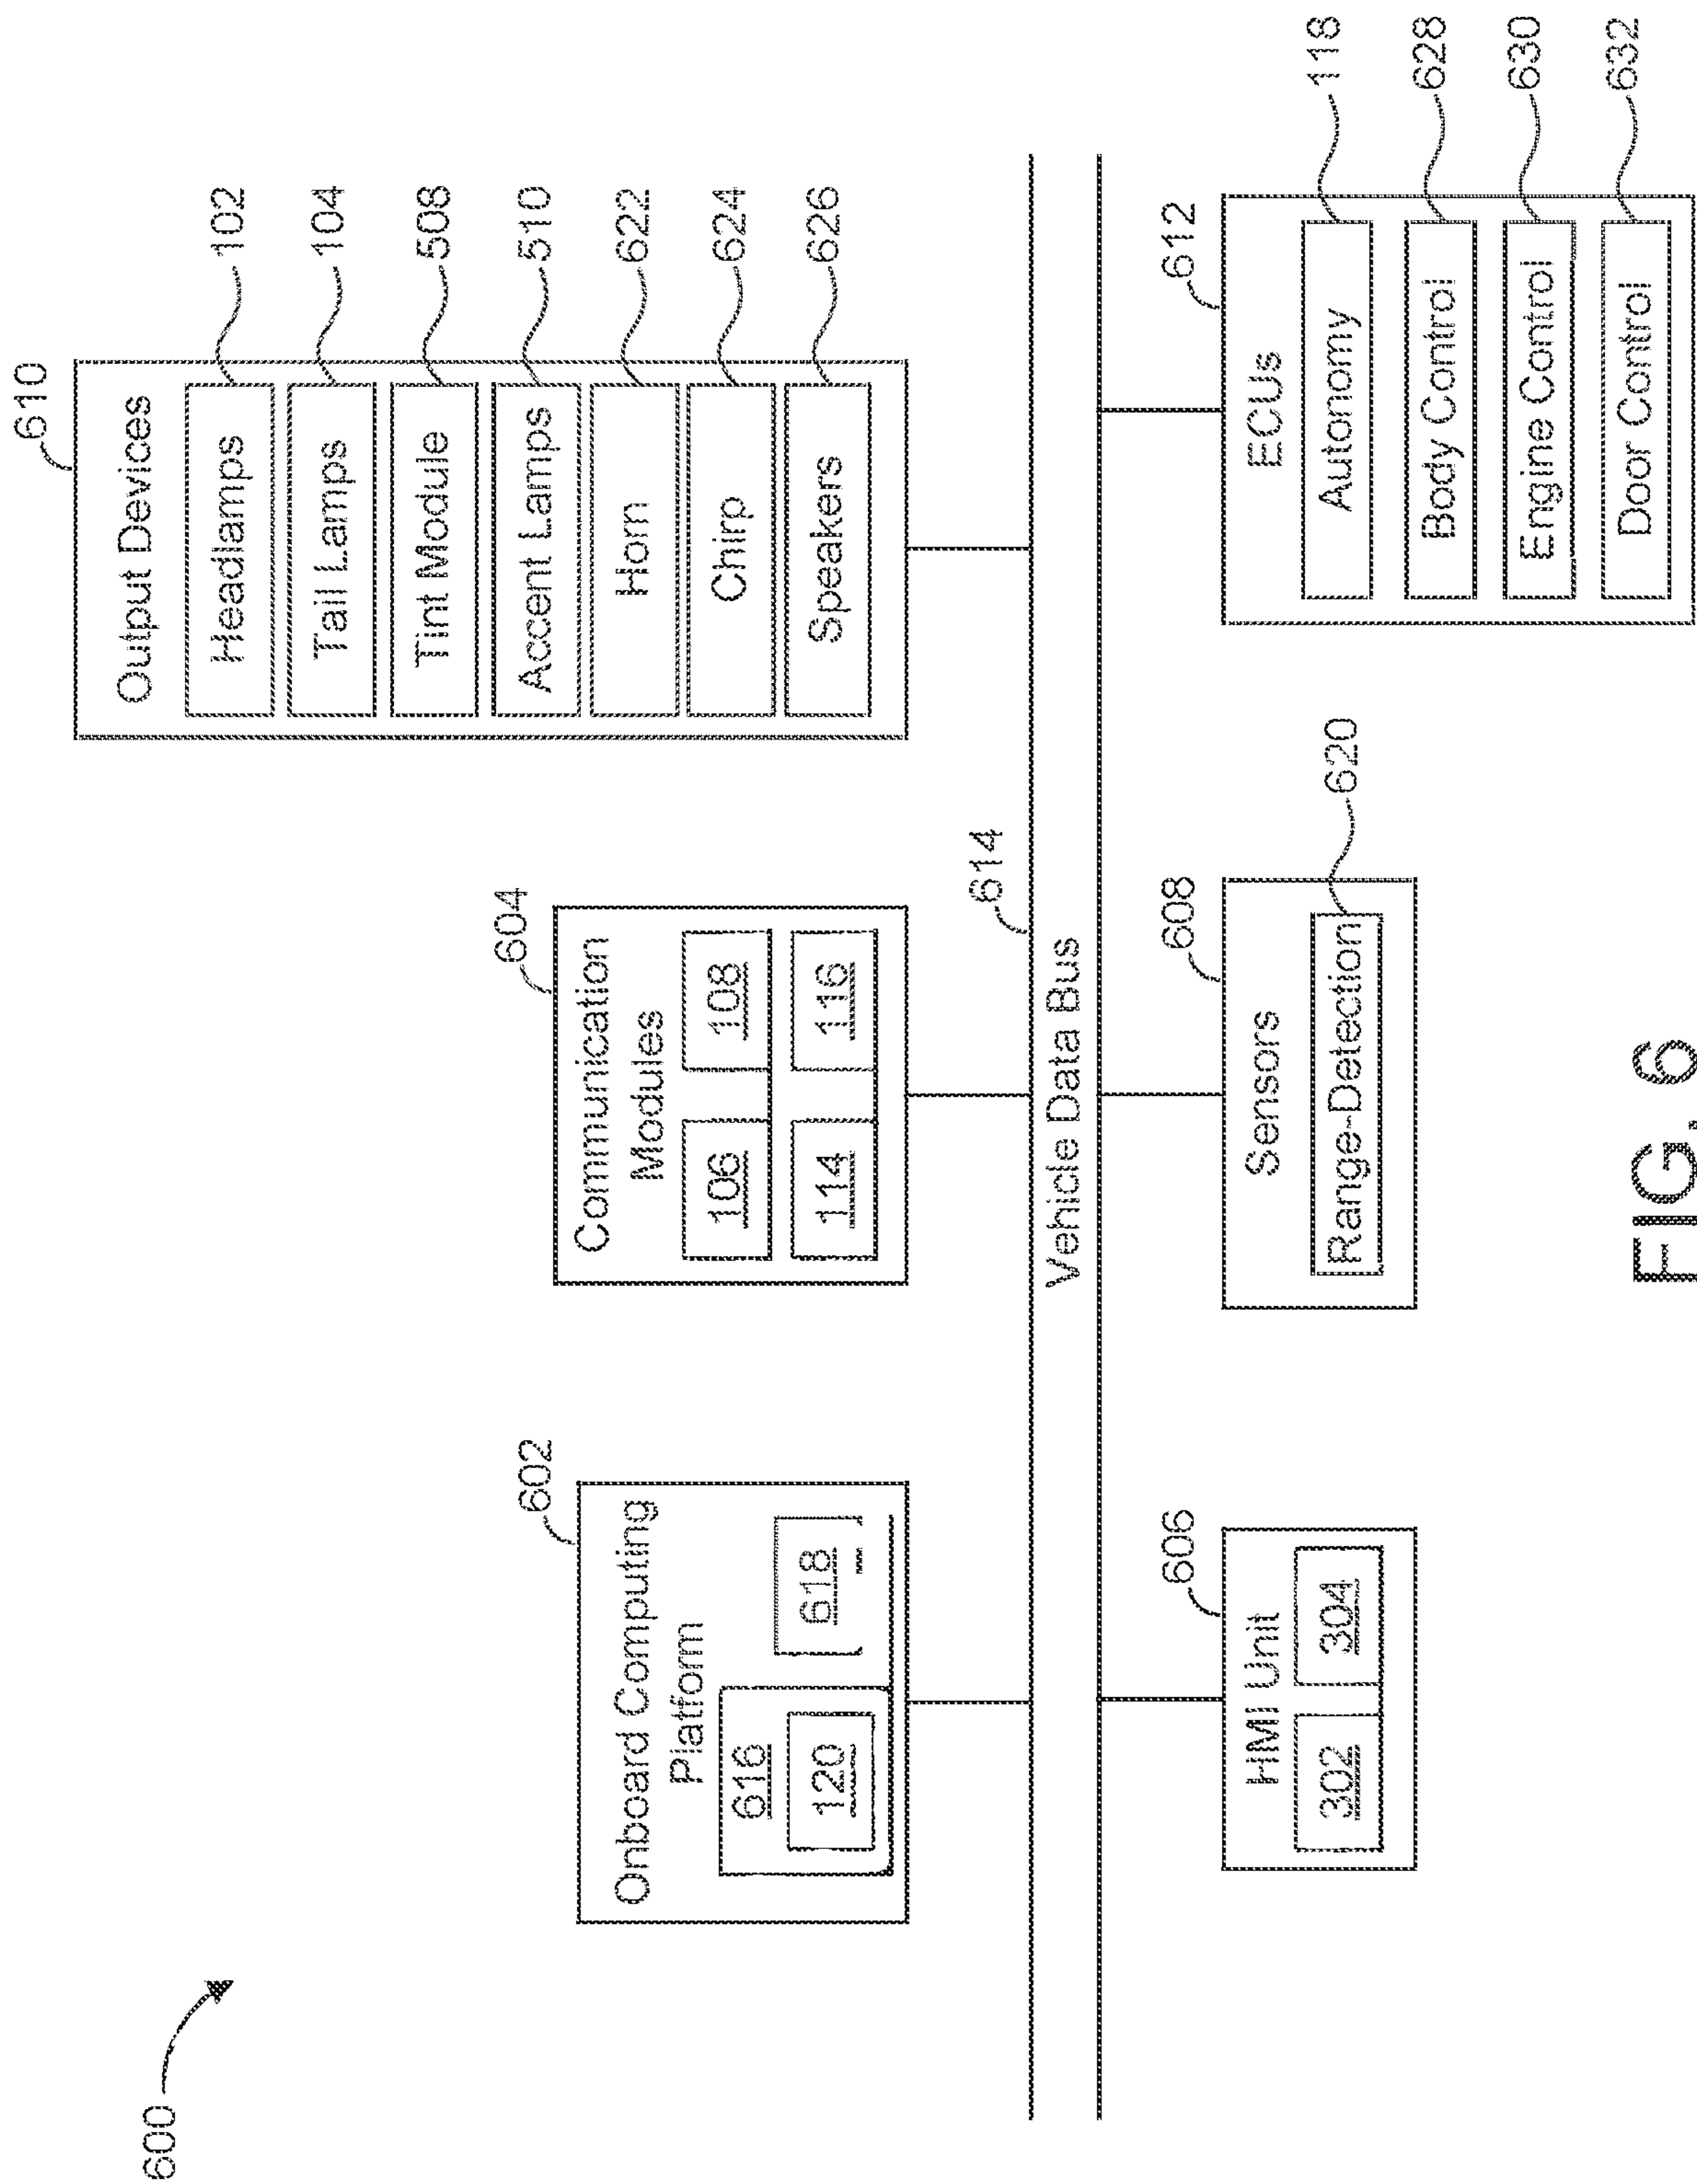 600
602
Onboard Computing
Platform
616
120
618
604
Communication
Modules
106
108
114
116
610
Output Devices
Headlamps
102
Tail Lamps
104
Tint Module
508
Accent Lamps
510
Horn
622
Chirp
624
Speakers
626
614
Vehicle Data Bus
606
HMI Unit
302
304
608
Sensors
Range-Detection
620
612
ECUs
Autonomy
118
Body Control
628
Engine Control
630
Door Control
632
FIG. 6